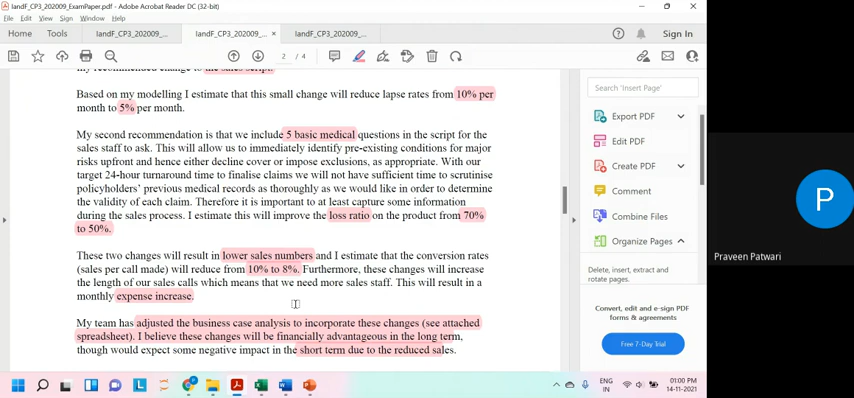 IandF_CP3_202009_ExamPaper.pdf - Adobe Acrobat Reader DC (32-bit)
File Edit View Sign Window Help
Home Tools IandF_CP3_202009_... IandF_CP3_202009_... × IandF_CP3_202009_... Sign In
2 / 4
my recommended change to the sales script.
Based on my modelling I estimate that this small change will reduce lapse rates from 10% per
month to 5% per month.
My second recommendation is that we include 5 basic medical questions in the script for the
sales staff to ask. This will allow us to immediately identify pre-existing conditions for major
risks upfront and hence either decline cover or impose exclusions, as appropriate. With our
target 24-hour turnaround time to finalise claims we will not have sufficient time to scrutinise
policyholders' previous medical records as thoroughly as we would like in order to determine
the validity of each claim. Therefore it is important to at least capture some information
during the sales process. I estimate this will improve the loss ratio on the product from 70%
to 50%.
These two changes will result in lower sales numbers and I estimate that the conversion rates
(sales per call made) will reduce from 10% to 8%. Furthermore, these changes will increase
the length of our sales calls which means that we need more sales staff. This will result in a
monthly expense increase.
My team has adjusted the business case analysis to incorporate these changes (see attached
spreadsheet). I believe these changes will be financially advantageous in the long term,
though would expect some negative impact in the short term due to the reduced sales.
Search 'Insert Page'
Export PDF
Edit PDF
Create PDF
Comment
Combine Files
Organize Pages
Delete, insert, extract and
rotate pages.
Convert, edit and e-sign PDF
forms & agreements
Free 7-Day Trial
P
Praveen Patwari
ENG
IN
01:00 PM
14-11-2021